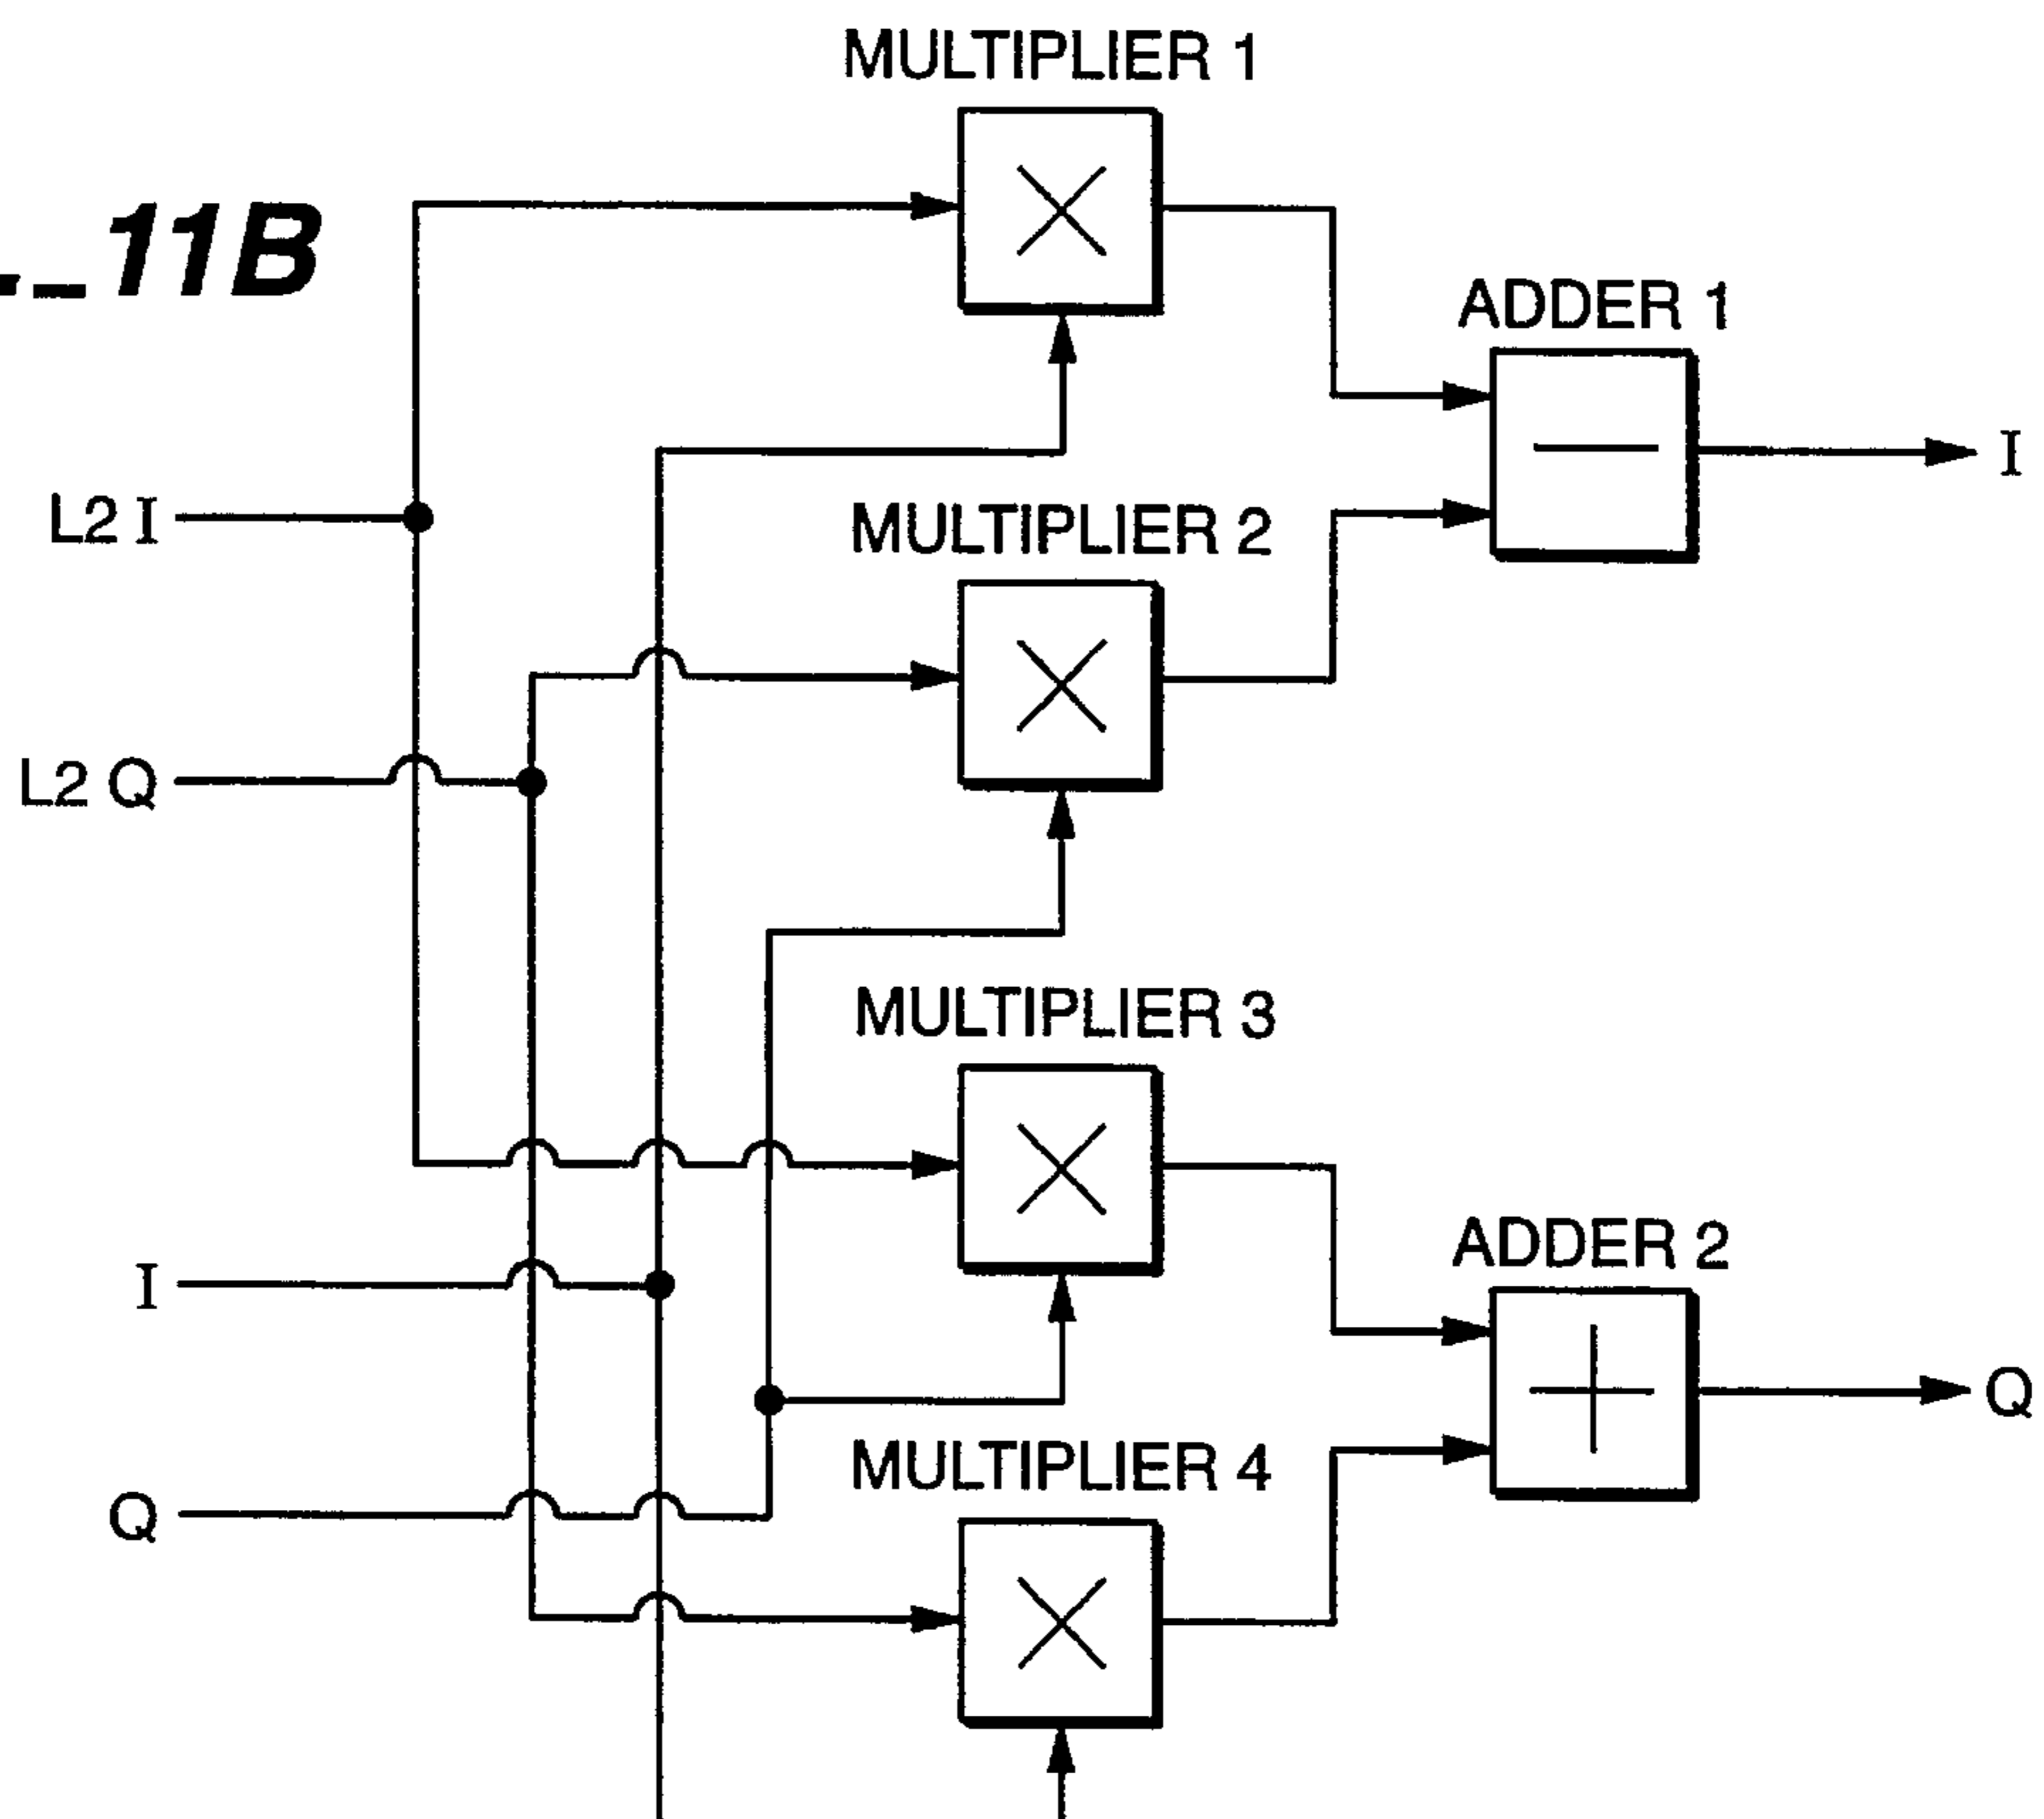 MULTIPLIER 1
11B
ADDER 1
I
L2 I
MULTIPLIER 2
L2 Q
MULTIPLIER 3
ADDER 2
I
Q
MULTIPLIER 4
Q